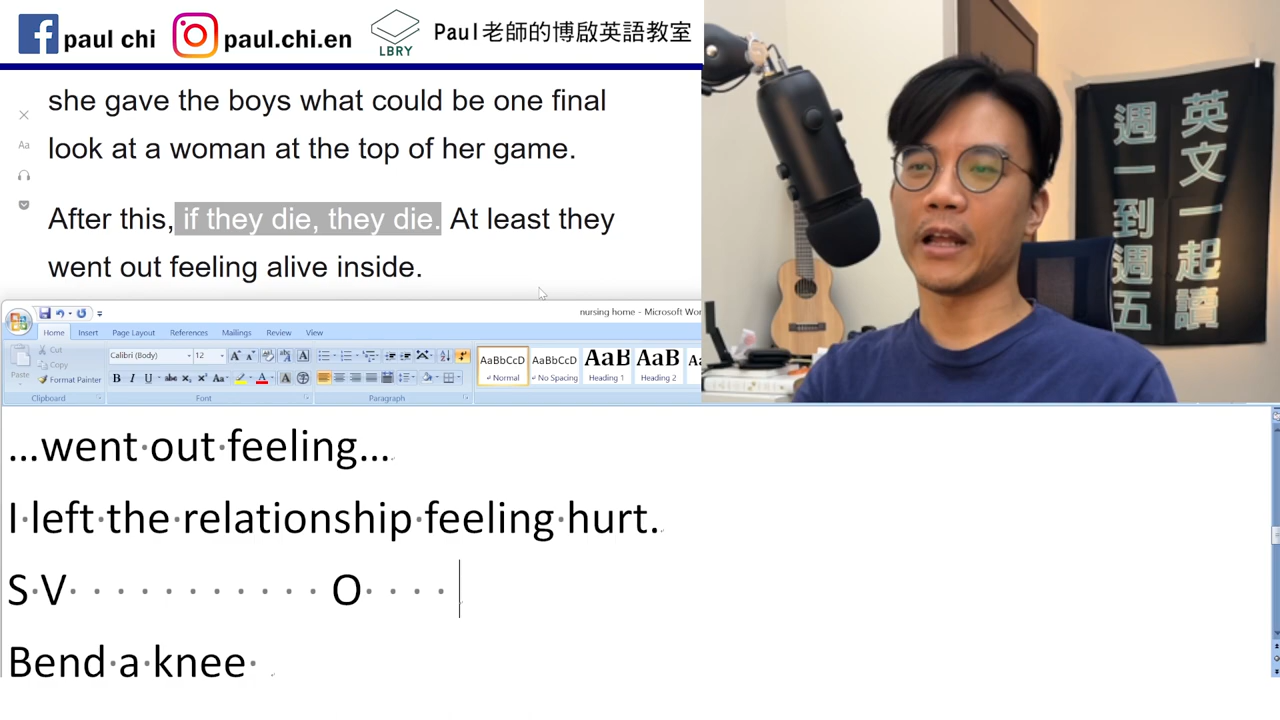 paul chi
paul.chi.en
LBRY
Paul老師的博啟英語教室
she gave the boys what could be one final
look at a woman at the top of her game.
After this, if they die, they die. At least they
went out feeling alive inside.
Aa
nursing home - Microsoft Wor
Home Insert Page Layout References Mailings Review View
Paste
Cut
Copy
Format Painter
Clipboard
Calibri (Body) 12
Font
Paragraph
AaBbCcD AaBbCcD AaB AaB
Normal No Spacing Heading 1 Heading 2
...went out feeling...
I left the relationship feeling hurt.
S V O
Bend a knee
英文一起讀
週一到週五